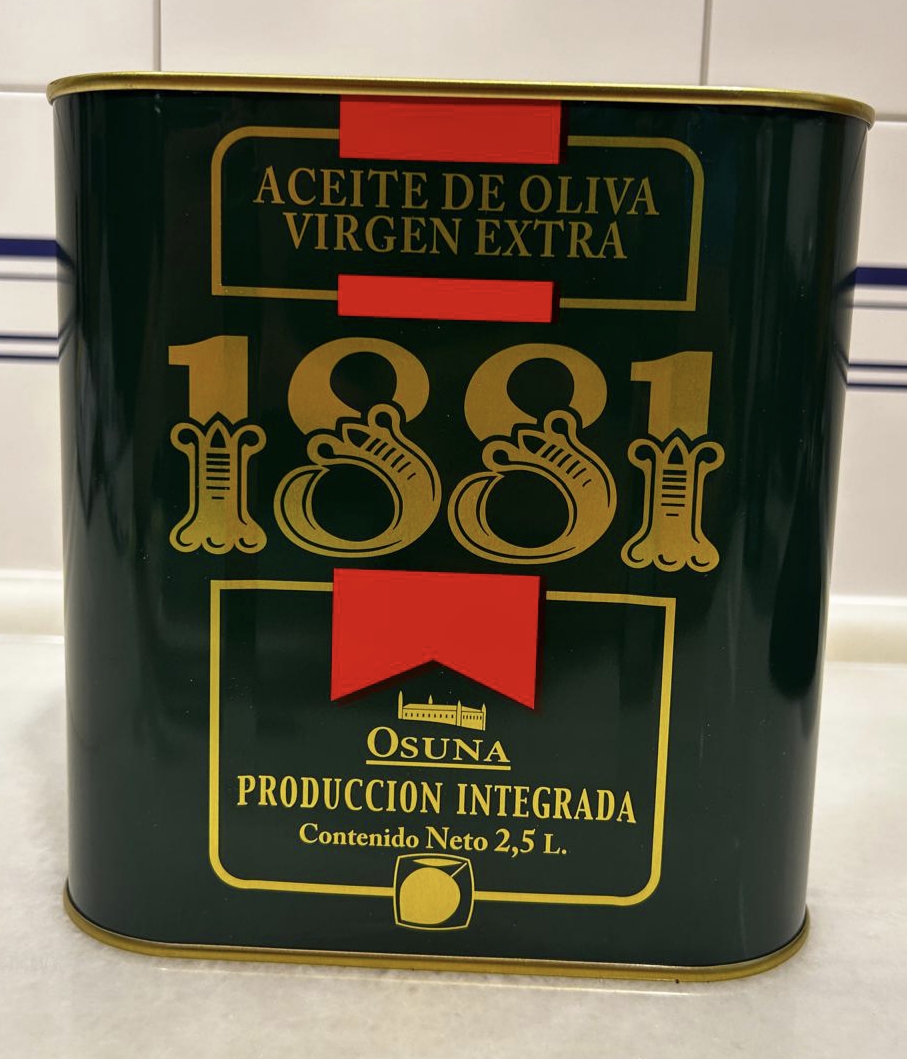 ACEITE DE OLIVA
VIRGEN EXTRA
1881
OSUNA
PRODUCCION INTEGRADA
Contenido Neto 2,5 L.